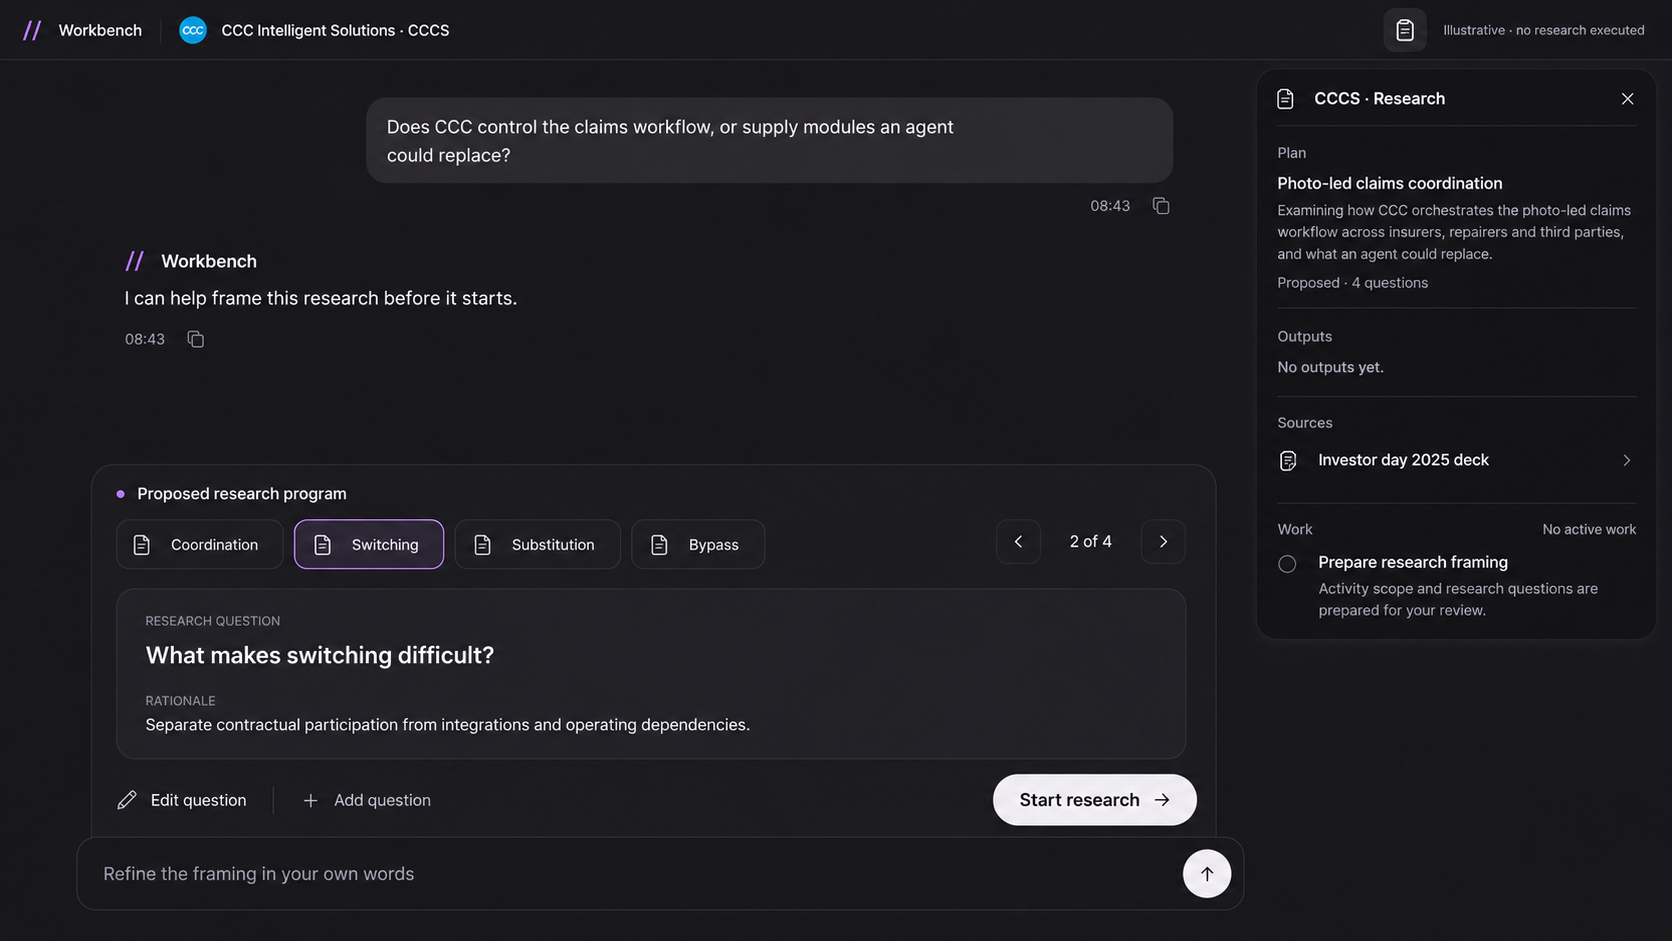 // Workbench
CCC
CCC Intelligent Solutions · CCCS
Illustrative · no research executed
Does CCC control the claims workflow, or supply modules an agent
could replace?
08:43
// Workbench
I can help frame this research before it starts.
08:43
Proposed research program
Coordination
Switching
Substitution
Bypass
2 of 4
RESEARCH QUESTION
What makes switching difficult?
RATIONALE
Separate contractual participation from integrations and operating dependencies.
Edit question
Add question
Start research
Refine the framing in your own words
CCCS · Research
Plan
Photo-led claims coordination
Examining how CCC orchestrates the photo-led claims
workflow across insurers, repairers and third parties,
and what an agent could replace.
Proposed · 4 questions
Outputs
No outputs yet.
Sources
Investor day 2025 deck
Work
No active work
Prepare research framing
Activity scope and research questions are
prepared for your review.